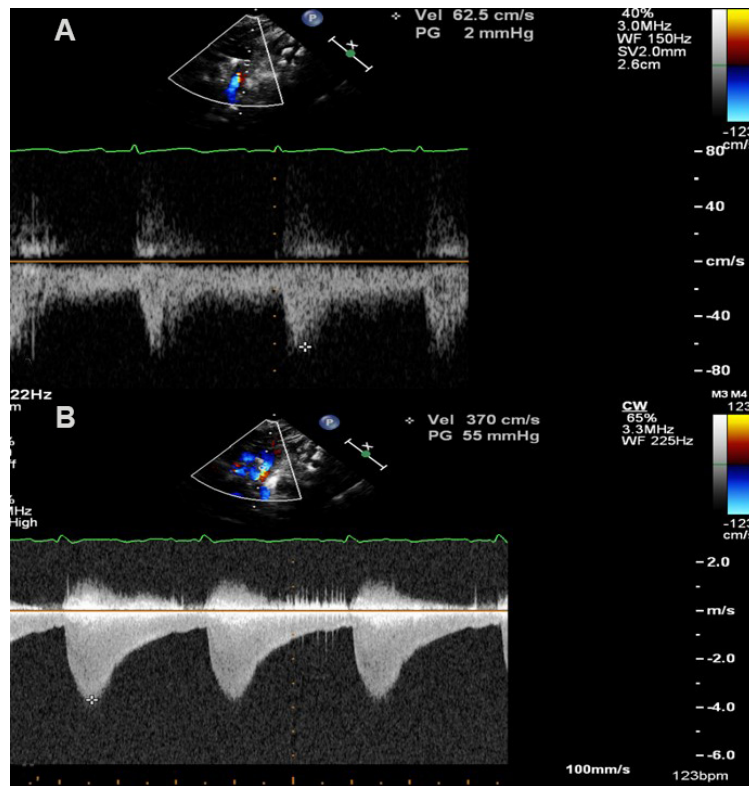 A
P
Vel 62.5 cm/s
PG 2 mmHg
X
40%
3.0MHz
WF 150Hz
SV2.0mm
2.6cm
-123
cm/s
80
40
cm/s
-40
-80
22Hz
B
P
Vel 370 cm/s
PG 55 mmHg
X
CW
65%
3.3MHz
WF 225Hz
M3 M4
123
-123
cm/s
MHz
High
2.0
m/s
-2.0
-4.0
-6.0
100mm/s
123bpm